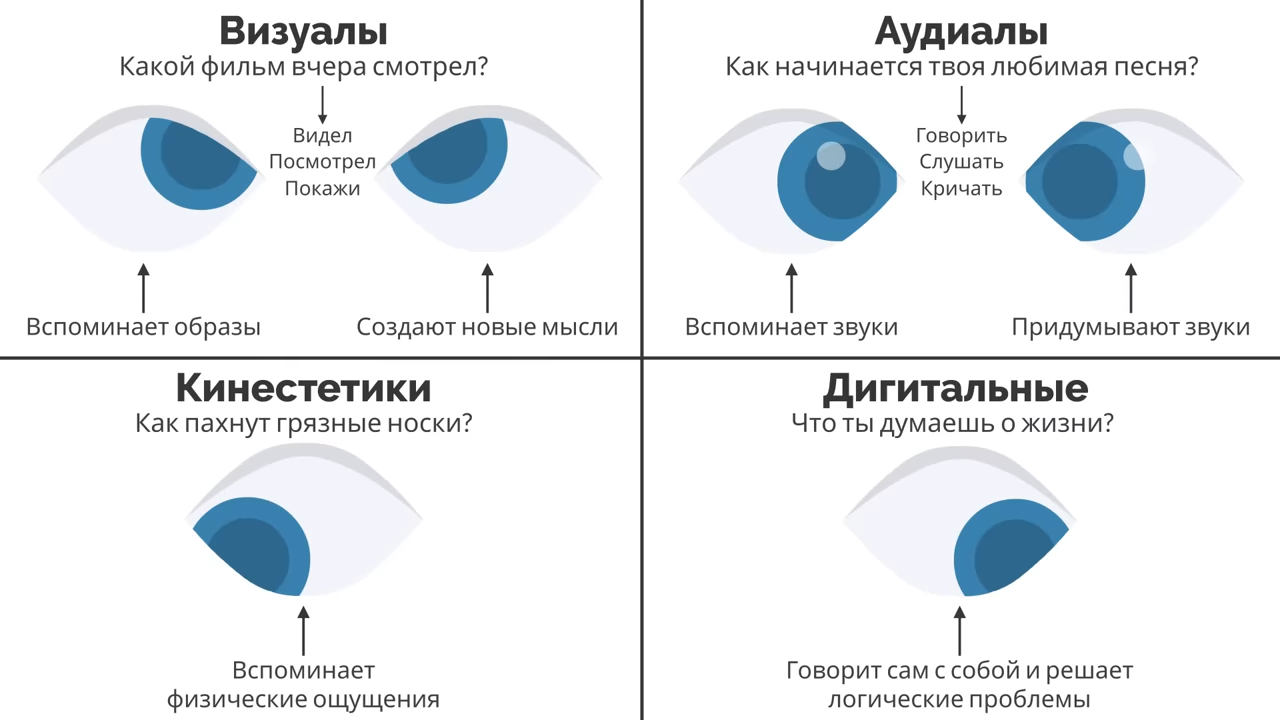 Визуалы
Какой фильм вчера смотрел?
Видел
Посмотрел
Покажи
Вспоминает образы
Создают новые мысли
Аудиалы
Как начинается твоя любимая песня?
Говорить
Слушать
Кричать
Вспоминает звуки
Придумывают звуки
Кинестетики
Как пахнут грязные носки?
Вспоминает
физические ощущения
Дигитальные
Что ты думаешь о жизни?
Говорит сам с собой и решает
логические проблемы